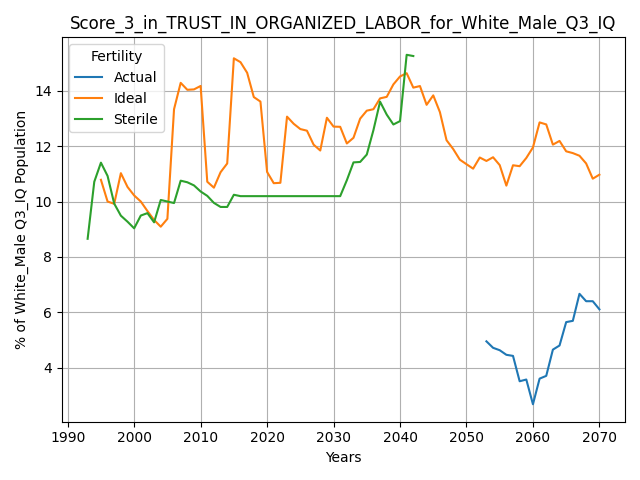 Score_3_in_TRUST_IN_ORGANIZED_LABOR_for_White_Male_Q3_IQ
Fertility
Actual
Ideal
Sterile
% of White_Male Q3_IQ Population
14
12
10
8
6
4
1990 2000 2010 2020 2030 2040 2050 2060 2070
Years